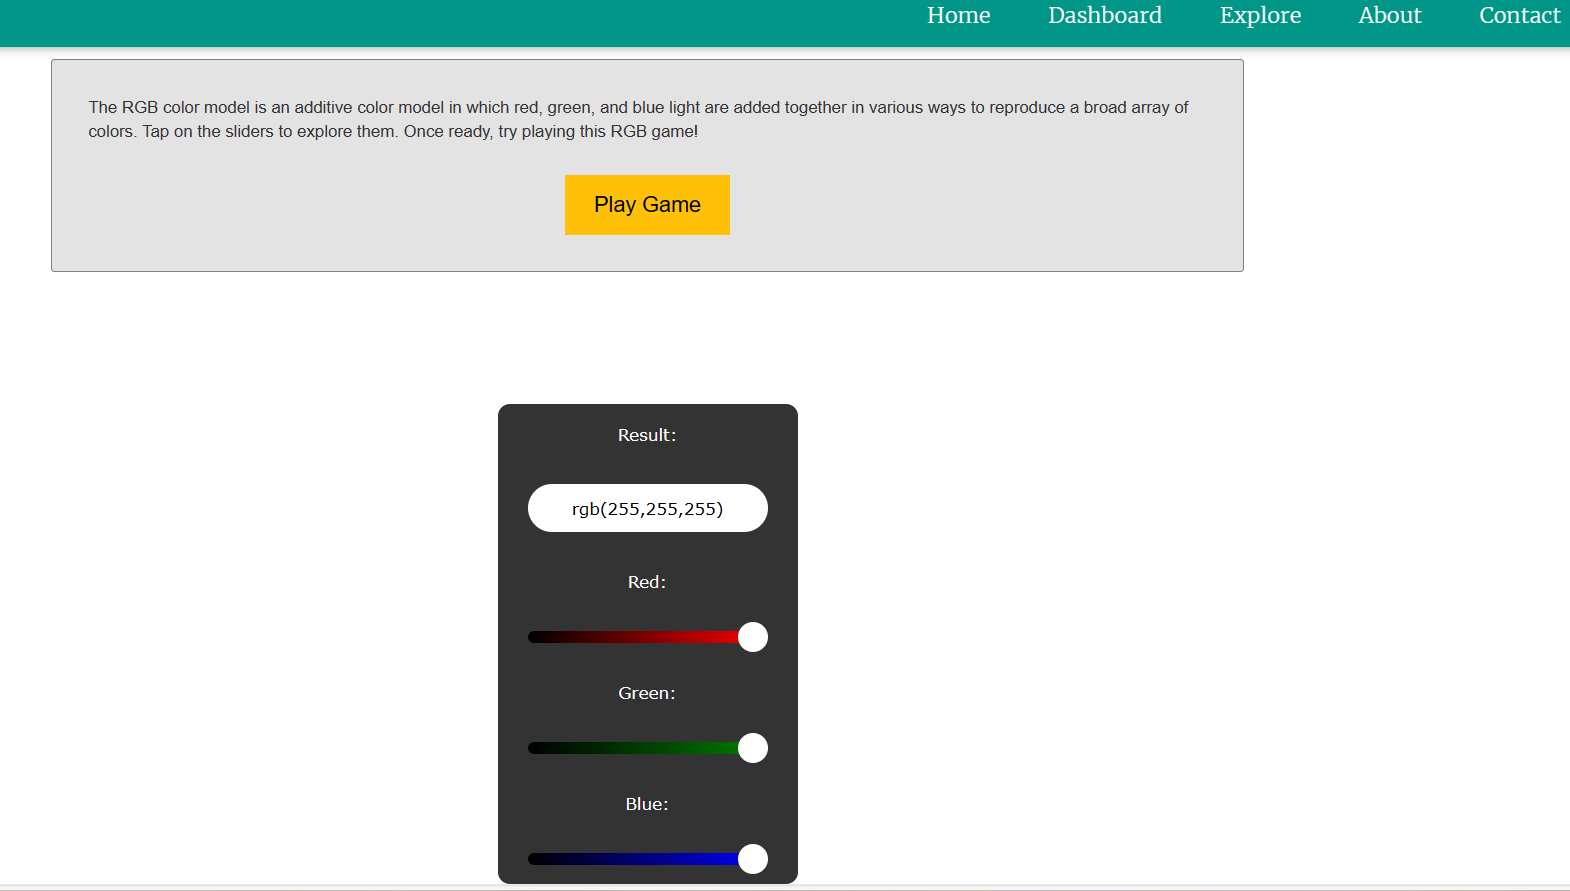 Home Dashboard Explore About Contact
The RGB color model is an additive color model in which red, green, and blue light are added together in various ways to reproduce a broad array of
colors. Tap on the sliders to explore them. Once ready, try playing this RGB game!
Play Game
Result:
rgb(255,255,255)
Red:
Green:
Blue: